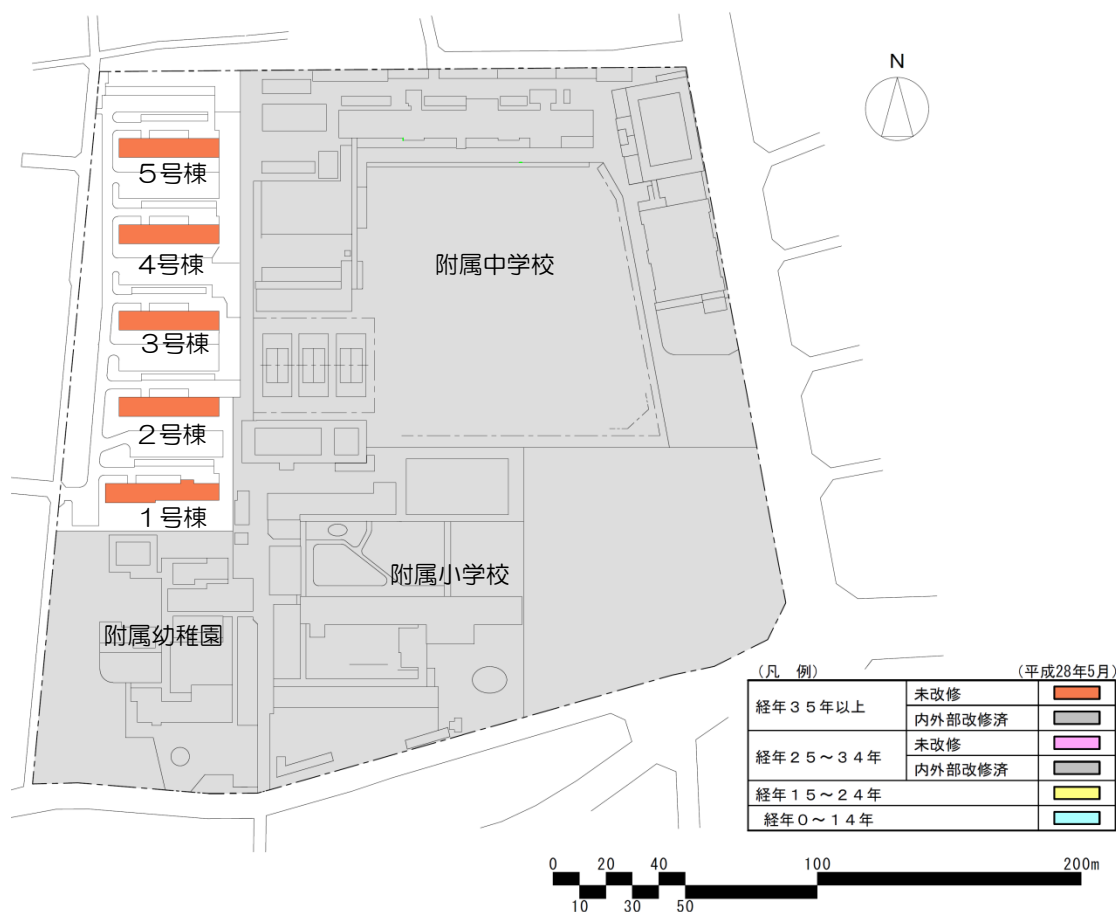 N
5号棟
4号棟
3号棟
2号棟
1号棟
附属中学校
附属小学校
附属幼稚園
(凡 例) (平成28年5月)
経年35年以上 未改修
内外部改修済
経年25～34年 未改修
内外部改修済
経年15～24年
経年0～14年
0 20 40 100 200m
10 30 50